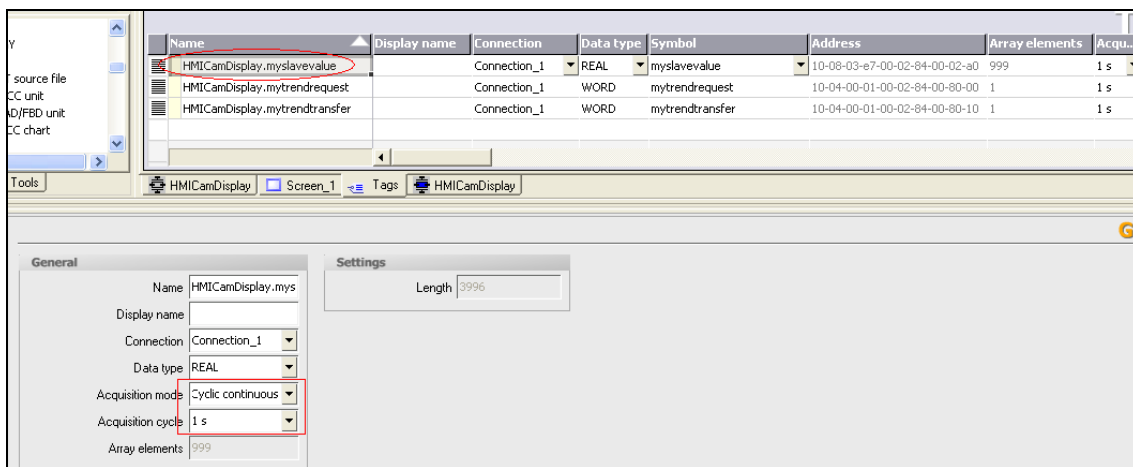 Name Display name Connection Data type Symbol Address Array elements Acqu..
HMICamDisplay.myslavevalue Connection_1 REAL myslavevalue 10-08-03-e7-00-02-84-00-02-a0 999 1 s
HMICamDisplay.mytrendrequest Connection_1 WORD mytrendrequest 10-04-00-01-00-02-84-00-80-00 1 1 s
HMICamDisplay.mytrendtransfer Connection_1 WORD mytrendtransfer 10-04-00-01-00-02-84-00-80-10 1 1 s
Y
source file
CC unit
AD/FBD unit
CC chart
Tools
HMICamDisplay Screen_1 Tags HMICamDisplay
G
General
Name HMICamDisplay.mys
Display name
Connection Connection_1
Data type REAL
Acquisition mode Cyclic continuous
Acquisition cycle 1 s
Array elements 999
Settings
Length 3996